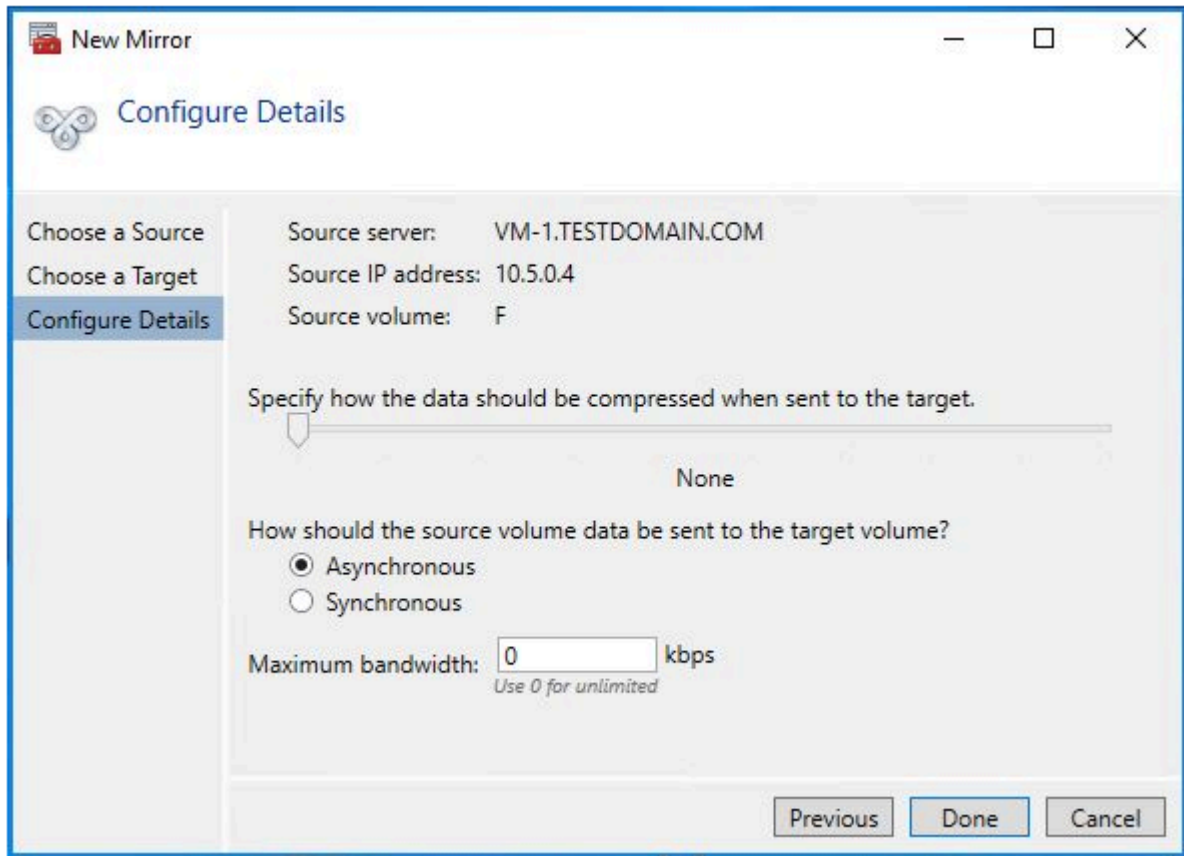 New Mirror
Configure Details
Choose a Source
Choose a Target
Configure Details
Source server: VM-1.TESTDOMAIN.COM
Source IP address: 10.5.0.4
Source volume: F
Specify how the data should be compressed when sent to the target.
None
How should the source volume data be sent to the target volume?
Asynchronous
Synchronous
Maximum bandwidth: 0 kbps
Use 0 for unlimited
Previous Done Cancel